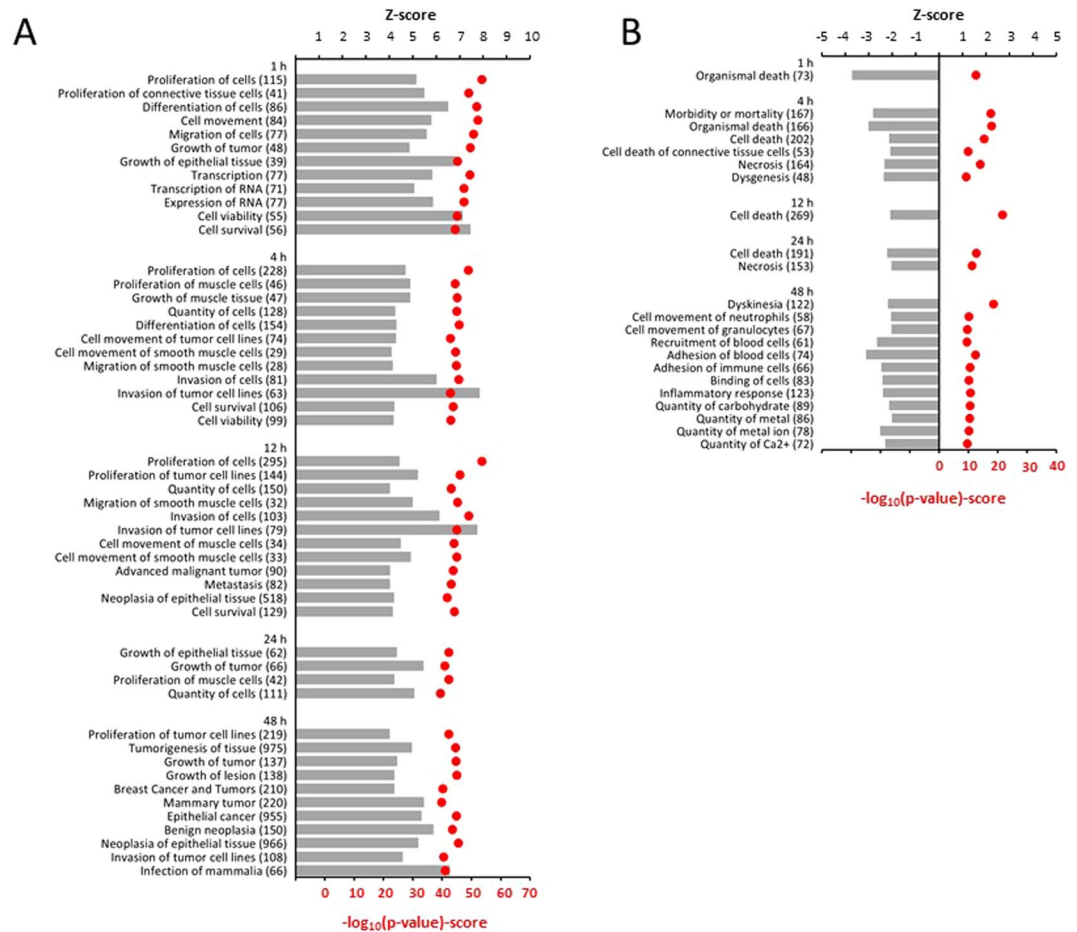 A
Z-score
1 2 3 4 5 6 7 8 9 10
1 h
Proliferation of cells (115)
Proliferation of connective tissue cells (41)
Differentiation of cells (86)
Cell movement (84)
Migration of cells (77)
Growth of tumor (48)
Growth of epithelial tissue (39)
Transcription (77)
Transcription of RNA (71)
Expression of RNA (77)
Cell viability (55)
Cell survival (56)
4 h
Proliferation of cells (228)
Proliferation of muscle cells (46)
Growth of muscle tissue (47)
Quantity of cells (128)
Differentiation of cells (154)
Cell movement of tumor cell lines (74)
Cell movement of smooth muscle cells (29)
Migration of smooth muscle cells (28)
Invasion of cells (81)
Invasion of tumor cell lines (63)
Cell survival (106)
Cell viability (99)
12 h
Proliferation of cells (295)
Proliferation of tumor cell lines (144)
Quantity of cells (150)
Migration of smooth muscle cells (32)
Invasion of cells (103)
Invasion of tumor cell lines (79)
Cell movement of muscle cells (34)
Cell movement of smooth muscle cells (33)
Advanced malignant tumor (90)
Metastasis (82)
Neoplasia of epithelial tissue (518)
Cell survival (129)
24 h
Growth of epithelial tissue (62)
Growth of tumor (66)
Proliferation of muscle cells (42)
Quantity of cells (111)
48 h
Proliferation of tumor cell lines (219)
Tumorigenesis of tissue (975)
Growth of tumor (137)
Growth of lesion (138)
Breast Cancer and Tumors (210)
Mammary tumor (220)
Epithelial cancer (955)
Benign neoplasia (150)
Neoplasia of epithelial tissue (966)
Invasion of tumor cell lines (108)
Infection of mammalia (66)
0 10 20 30 40 50 60 70
-log10(p-value)-score
B
Z-score
-5 -4 -3 -2 -1 1 2 3 4 5
1 h
Organismal death (73)
4 h
Morbidity or mortality (167)
Organismal death (166)
Cell death (202)
Cell death of connective tissue cells (53)
Necrosis (164)
Dysgenesis (48)
12 h
Cell death (269)
24 h
Cell death (191)
Necrosis (153)
48 h
Dyskinesia (122)
Cell movement of neutrophils (58)
Cell movement of granulocytes (67)
Recruitment of blood cells (61)
Adhesion of blood cells (74)
Adhesion of immune cells (66)
Binding of cells (83)
Inflammatory response (123)
Quantity of carbohydrate (89)
Quantity of metal (86)
Quantity of metal ion (78)
Quantity of Ca2+ (72)
0 10 20 30 40
-log10(p-value)-score